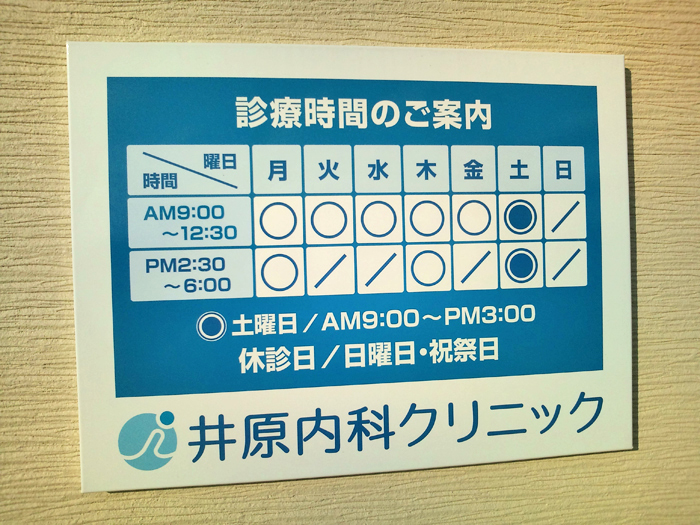 診療時間のご案内
曜日 月 火 水 木 金 土 日
時間
AM9:00 ○ ○ ○ ○ ○ ◎ ／
～12:30
PM2:30 ○ ／ ／ ○ ／ ◎ ／
～6:00
◎土曜日／AM9:00～PM3:00
休診日／日曜日・祝祭日
井原内科クリニック